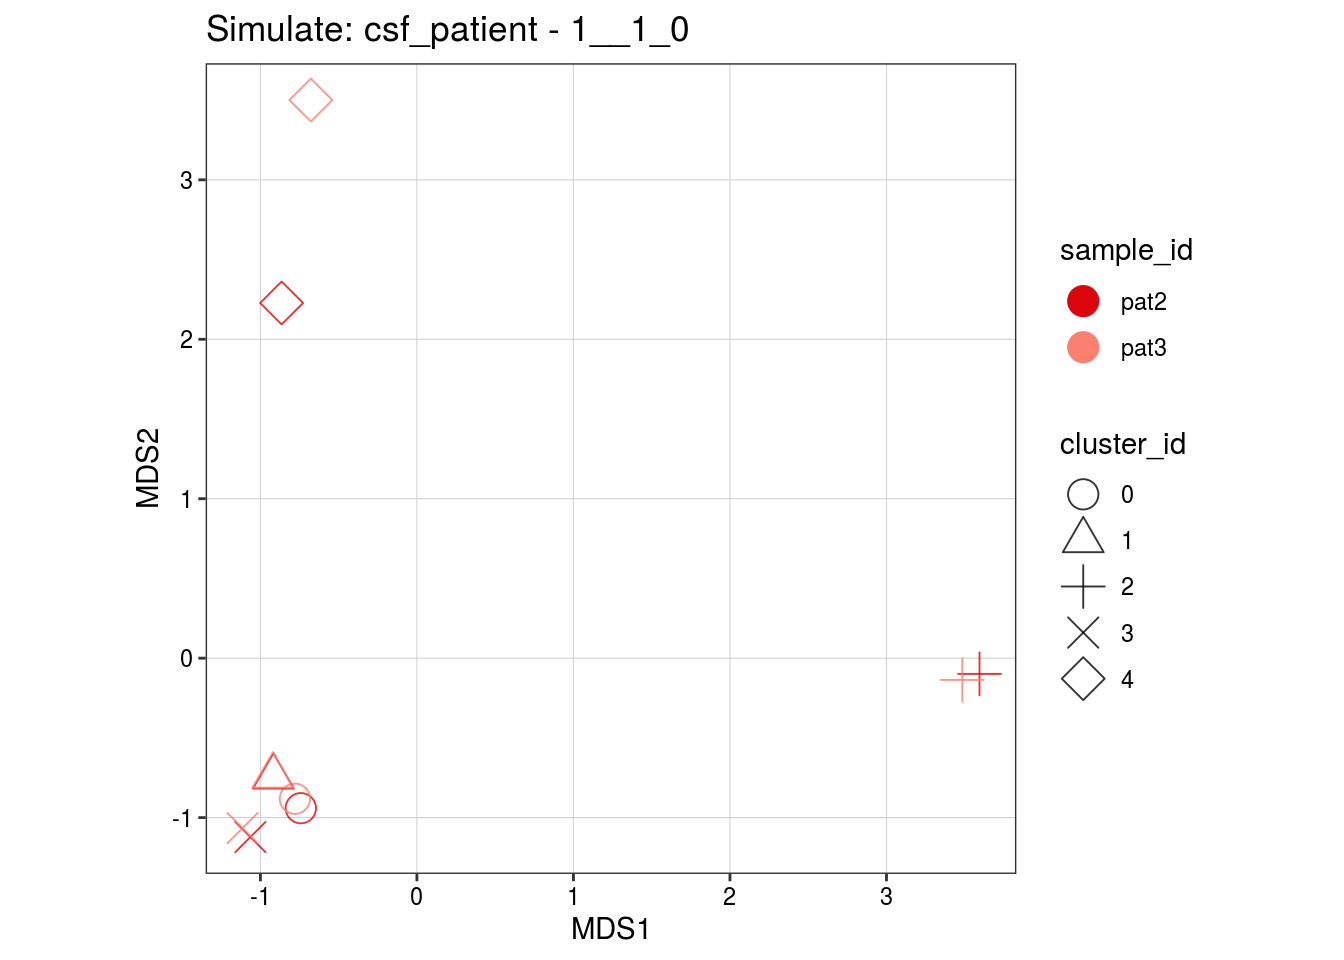 Simulate: csf_patient - 1__1_0
3
2
1
0
-1
MDS2
-1 0 1 2 3
MDS1
sample_id
pat2
pat3
cluster_id
0
1
2
3
4